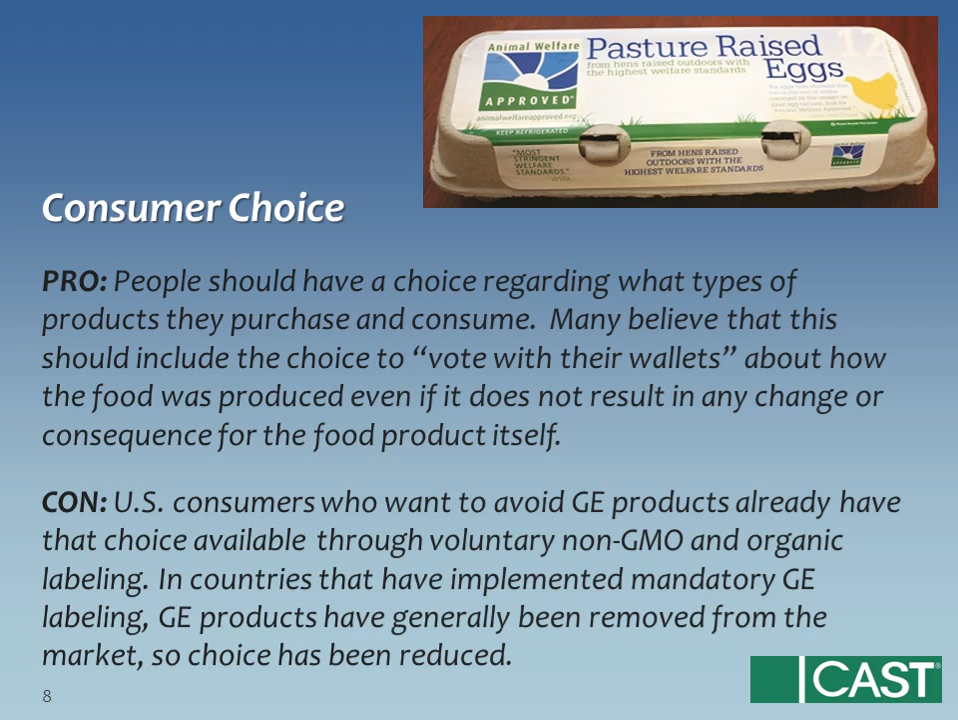 Animal Welfare
APPROVED
animalwelfareapproved.org
KEEP REFRIGERATED
Pasture Raised
Eggs
from hens raised outdoors with
the highest welfare standards
12
"MOST
STRINGENT
WELFARE
STANDARDS."
-WSPA
FROM HENS RAISED
OUTDOORS WITH THE
HIGHEST WELFARE STANDARDS
Animal Welfare
APPROVED
Consumer Choice
PRO: People should have a choice regarding what types of
products they purchase and consume. Many believe that this
should include the choice to “vote with their wallets” about how
the food was produced even if it does not result in any change or
consequence for the food product itself.
CON: U.S. consumers who want to avoid GE products already have
that choice available through voluntary non-GMO and organic
labeling. In countries that have implemented mandatory GE
labeling, GE products have generally been removed from the
market, so choice has been reduced.
8
CAST®